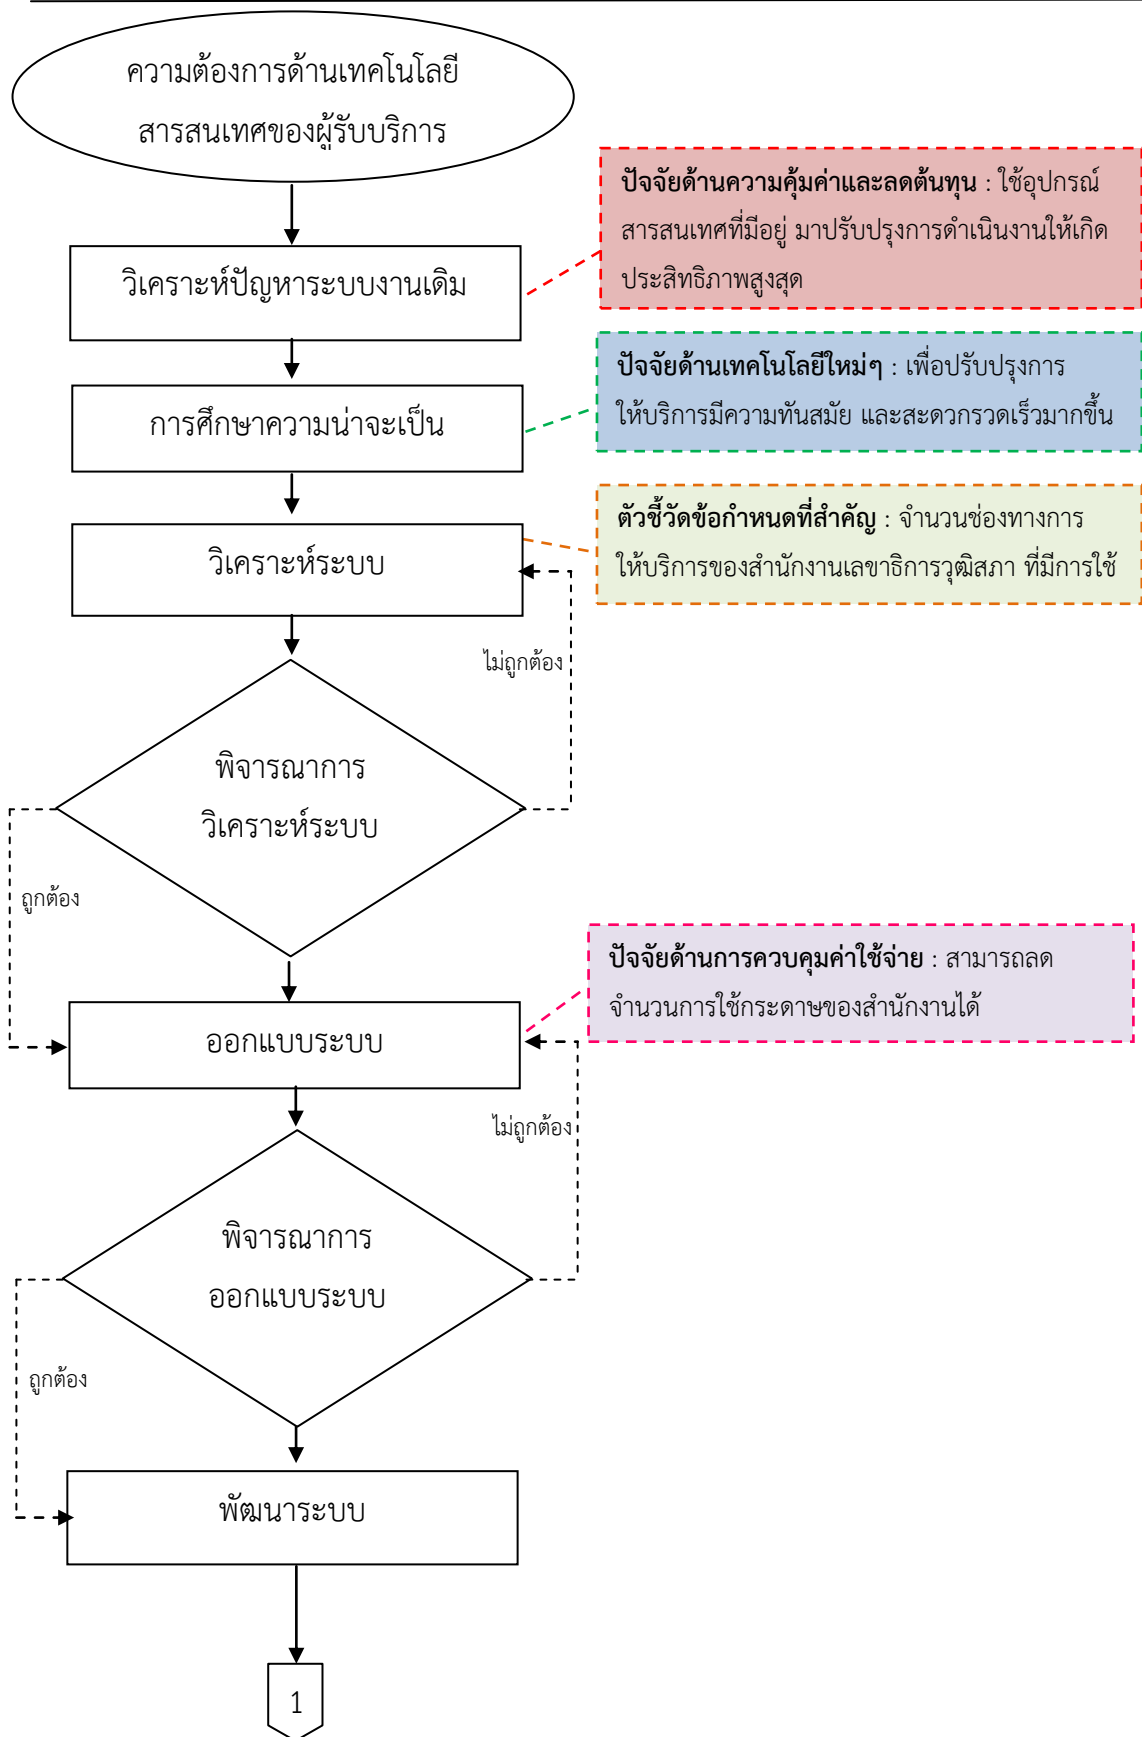 ความต้องการด้านเทคโนโลยี
สารสนเทศของผู้รับบริการ
ปัจจัยด้านความคุ้มค่าและลดต้นทุน : ใช้อุปกรณ์
สารสนเทศที่มีอยู่ มาปรับปรุงการดำเนินงานให้เกิด
ประสิทธิภาพสูงสุด
วิเคราะห์ปัญหาระบบงานเดิม
ปัจจัยด้านเทคโนโลยีใหม่ๆ : เพื่อปรับปรุงการ
ให้บริการมีความทันสมัย และสะดวกรวดเร็วมากขึ้น
การศึกษาความน่าจะเป็น
ตัวชี้วัดข้อกำหนดที่สำคัญ : จำนวนช่องทางการ
ให้บริการของสำนักงานเลขาธิการวุฒิสภา ที่มีการใช้
วิเคราะห์ระบบ
ไม่ถูกต้อง
พิจารณาการ
วิเคราะห์ระบบ
ถูกต้อง
ปัจจัยด้านการควบคุมค่าใช้จ่าย : สามารถลด
จำนวนการใช้กระดาษของสำนักงานได้
ออกแบบระบบ
ไม่ถูกต้อง
พิจารณาการ
ออกแบบระบบ
ถูกต้อง
พัฒนาระบบ
1